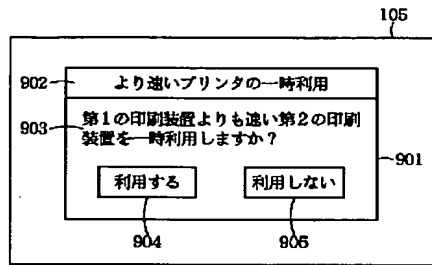 105
902
より速いプリンタの一時利用
903
第1の印刷装置よりも速い第2の印刷
装置を一時利用しますか？
901
利用する
利用しない
904
905